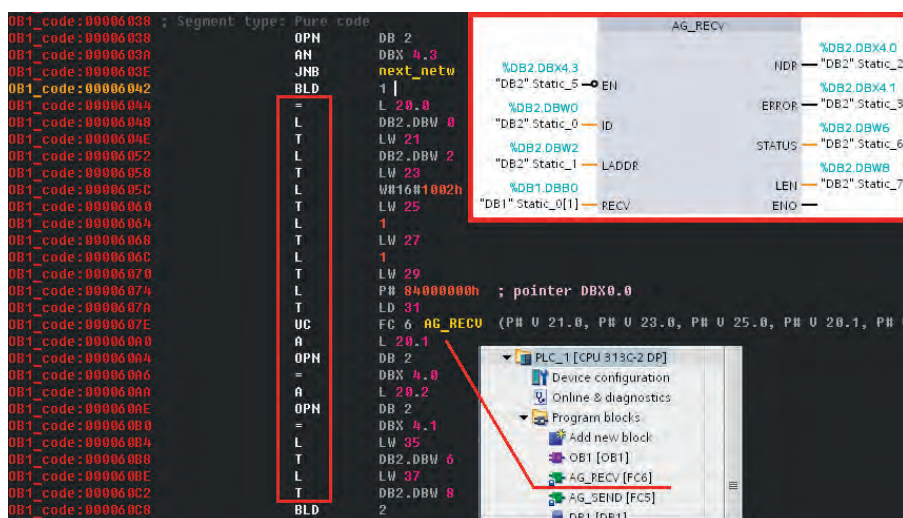 OB1_code:00006038 ; Segment type: Pure code
OB1_code:00006038 OPN DB 2
OB1_code:0000603A AN DBX 4.3
OB1_code:0000603E JNB next_netw
OB1_code:00006042 BLD 1
OB1_code:00006044 = L 20.0
OB1_code:00006048 L DB2.DBW 0
OB1_code:0000604E T LW 21
OB1_code:00006052 L DB2.DBW 2
OB1_code:00006058 T LW 23
OB1_code:0000605C L W#16#1002h
OB1_code:00006060 T LW 25
OB1_code:00006064 L 1
OB1_code:00006068 T LW 27
OB1_code:0000606C L 1
OB1_code:00006070 T LW 29
OB1_code:00006074 L P# 84000000h ; pointer DBX0.0
OB1_code:0000607A T LD 31
OB1_code:0000607E UC FC 6 AG_RECV (P# V 21.0, P# V 23.0, P# V 25.0, P# V 20.1, P# V
OB1_code:000060A0 A L 20.1
OB1_code:000060A4 OPN DB 2
OB1_code:000060A6 = DBX 4.0
OB1_code:000060AA A L 20.2
OB1_code:000060AE OPN DB 2
OB1_code:000060B0 = DBX 4.1
OB1_code:000060B4 L LW 35
OB1_code:000060B8 T DB2.DBW 6
OB1_code:000060BE L LW 37
OB1_code:000060C2 T DB2.DBW 8
OB1_code:000060C8 BLD 2
AG_RECV
%DB2.DBX4.3
"DB2".Static_5 EN
%DB2.DBW0
"DB2".Static_0 ID
%DB2.DBW2
"DB2".Static_1 LADDR
%DB1.DBB0
"DB1".Static_0[1] RECV
%DB2.DBX4.0
NDR "DB2".Static_2
%DB2.DBX4.1
ERROR "DB2".Static_3
%DB2.DBW6
STATUS "DB2".Static_6
%DB2.DBW8
LEN "DB2".Static_7
ENO
PLC_1 [CPU 313C-2 DP]
Device configuration
Online & diagnostics
Program blocks
Add new block
OB1 [OB1]
AG_RECV [FC6]
AG_SEND [FC5]
DB1 [DB1]